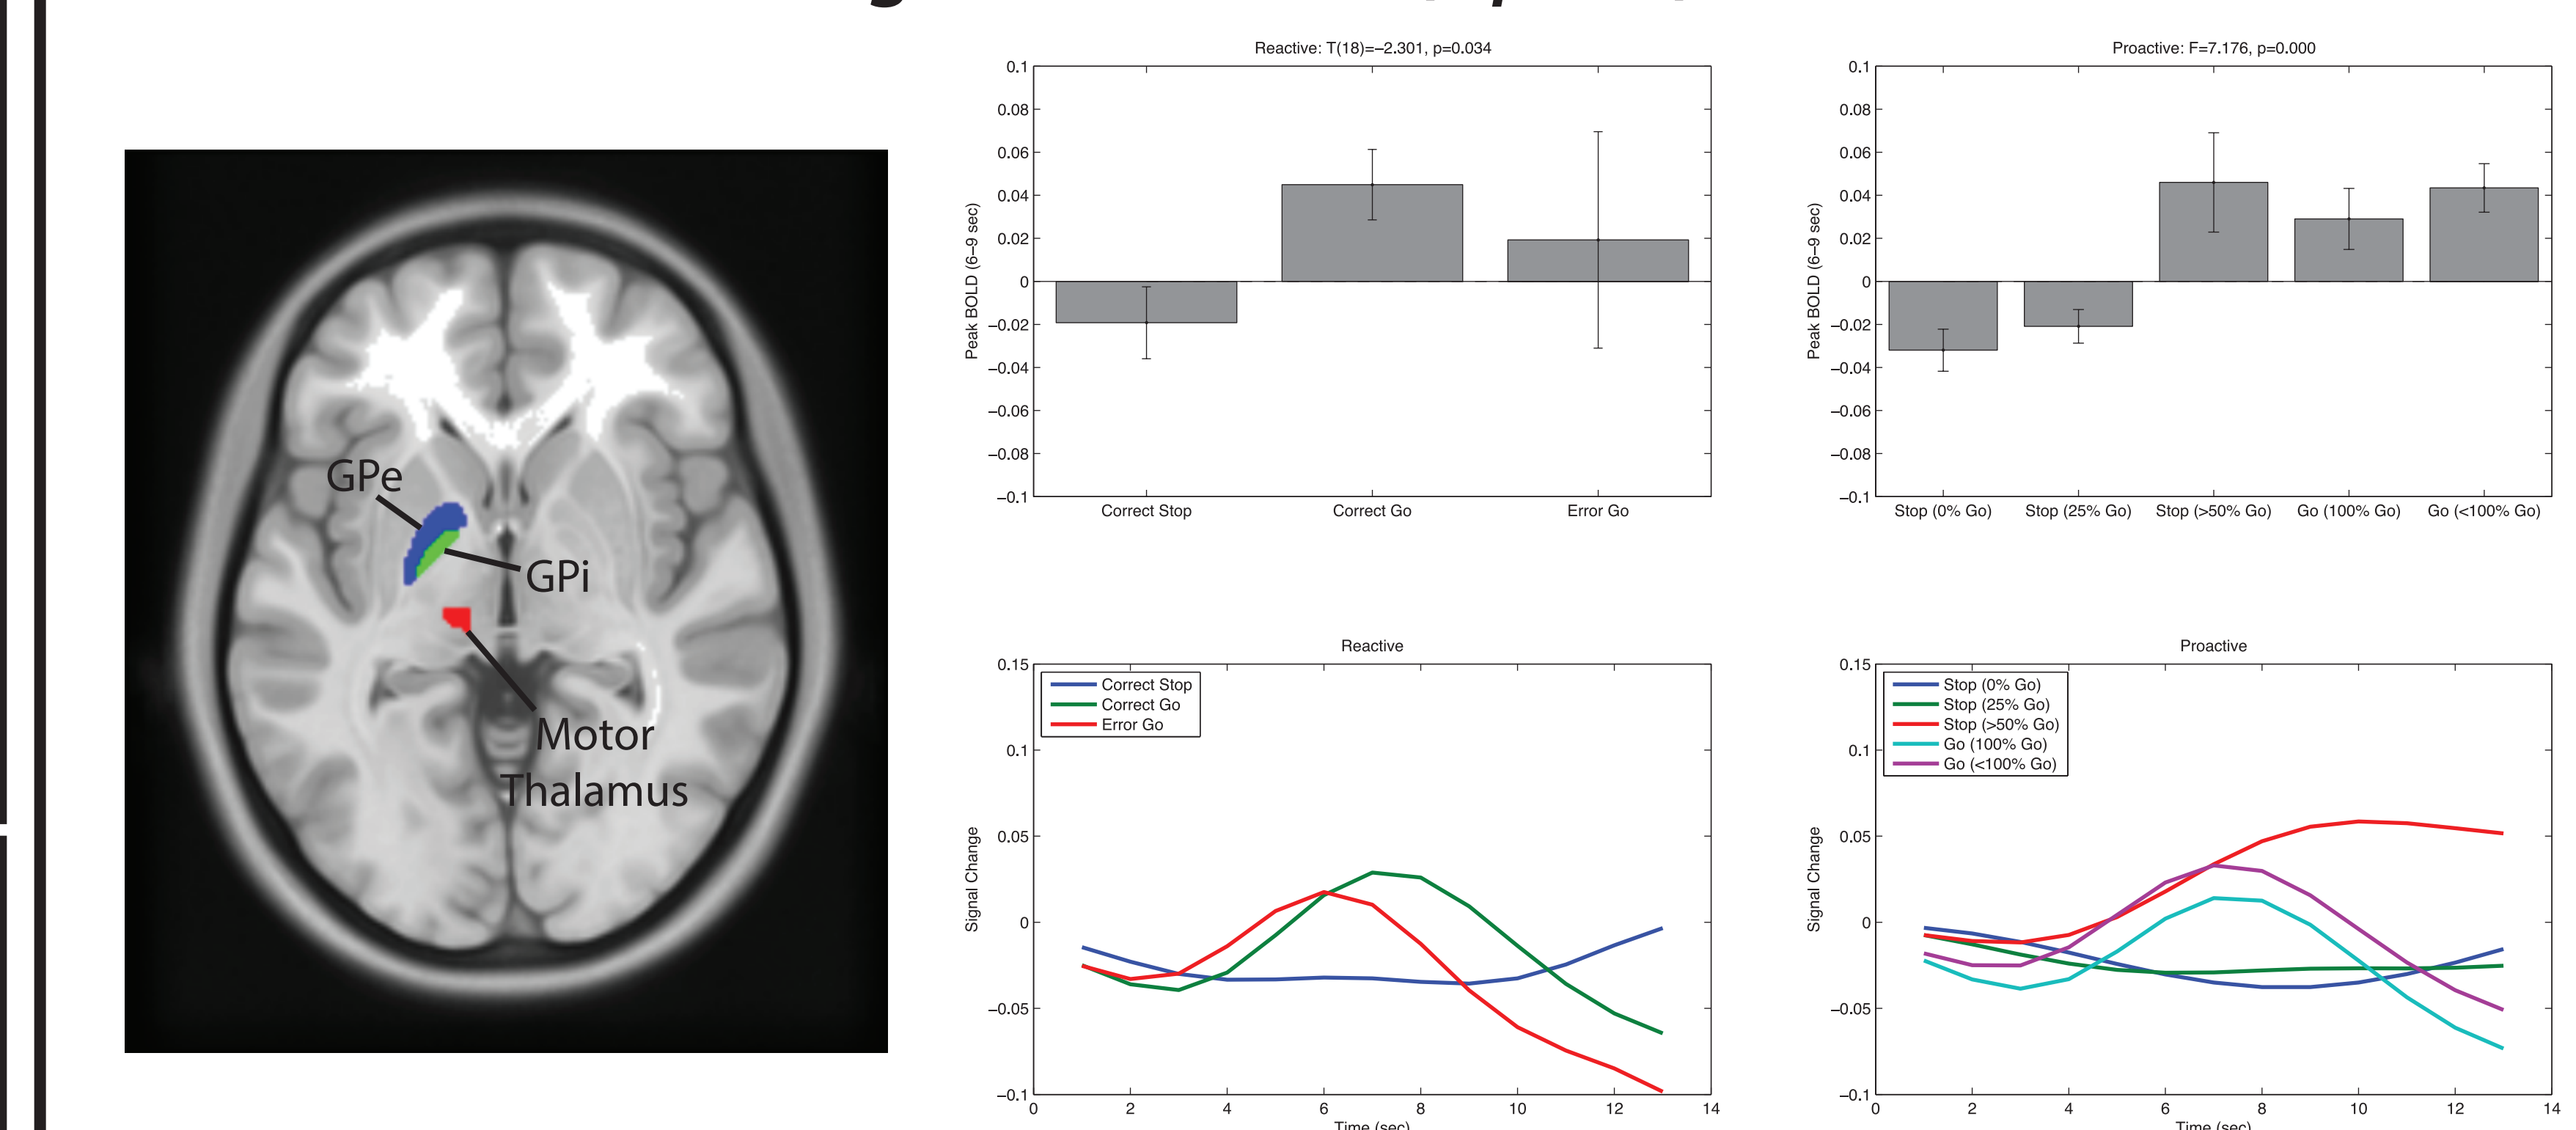 GPe
GPi
Motor
Thalamus
Reactive: T(18)=−2.301, p=0.034
Peak BOLD (6−9 sec)
0.1
0.08
0.06
0.04
0.02
0
−0.02
−0.04
−0.06
−0.08
−0.1
Correct Stop Correct Go Error Go
Proactive: F=7.176, p=0.000
Peak BOLD (6−9 sec)
0.1
0.08
0.06
0.04
0.02
0
−0.02
−0.04
−0.06
−0.08
−0.1
Stop (0% Go) Stop (25% Go) Stop (>50% Go) Go (100% Go) Go (<100% Go)
Reactive
Signal Change
0.15
0.1
0.05
0
−0.05
−0.1
Correct Stop
Correct Go
Error Go
0 2 4 6 8 10 12 14
Time (sec)
Proactive
Signal Change
0.15
0.1
0.05
0
−0.05
−0.1
Stop (0% Go)
Stop (25% Go)
Stop (>50% Go)
Go (100% Go)
Go (<100% Go)
0 2 4 6 8 10 12 14
Time (sec)